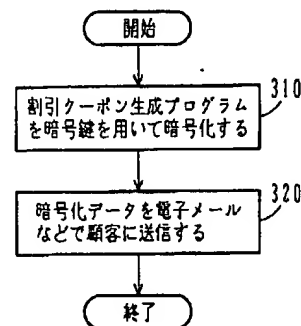 開始
310
割引クーポン生成プログラム
を暗号鍵を用いて暗号化する
320
暗号化データを電子メール
などで顧客に送信する
終了